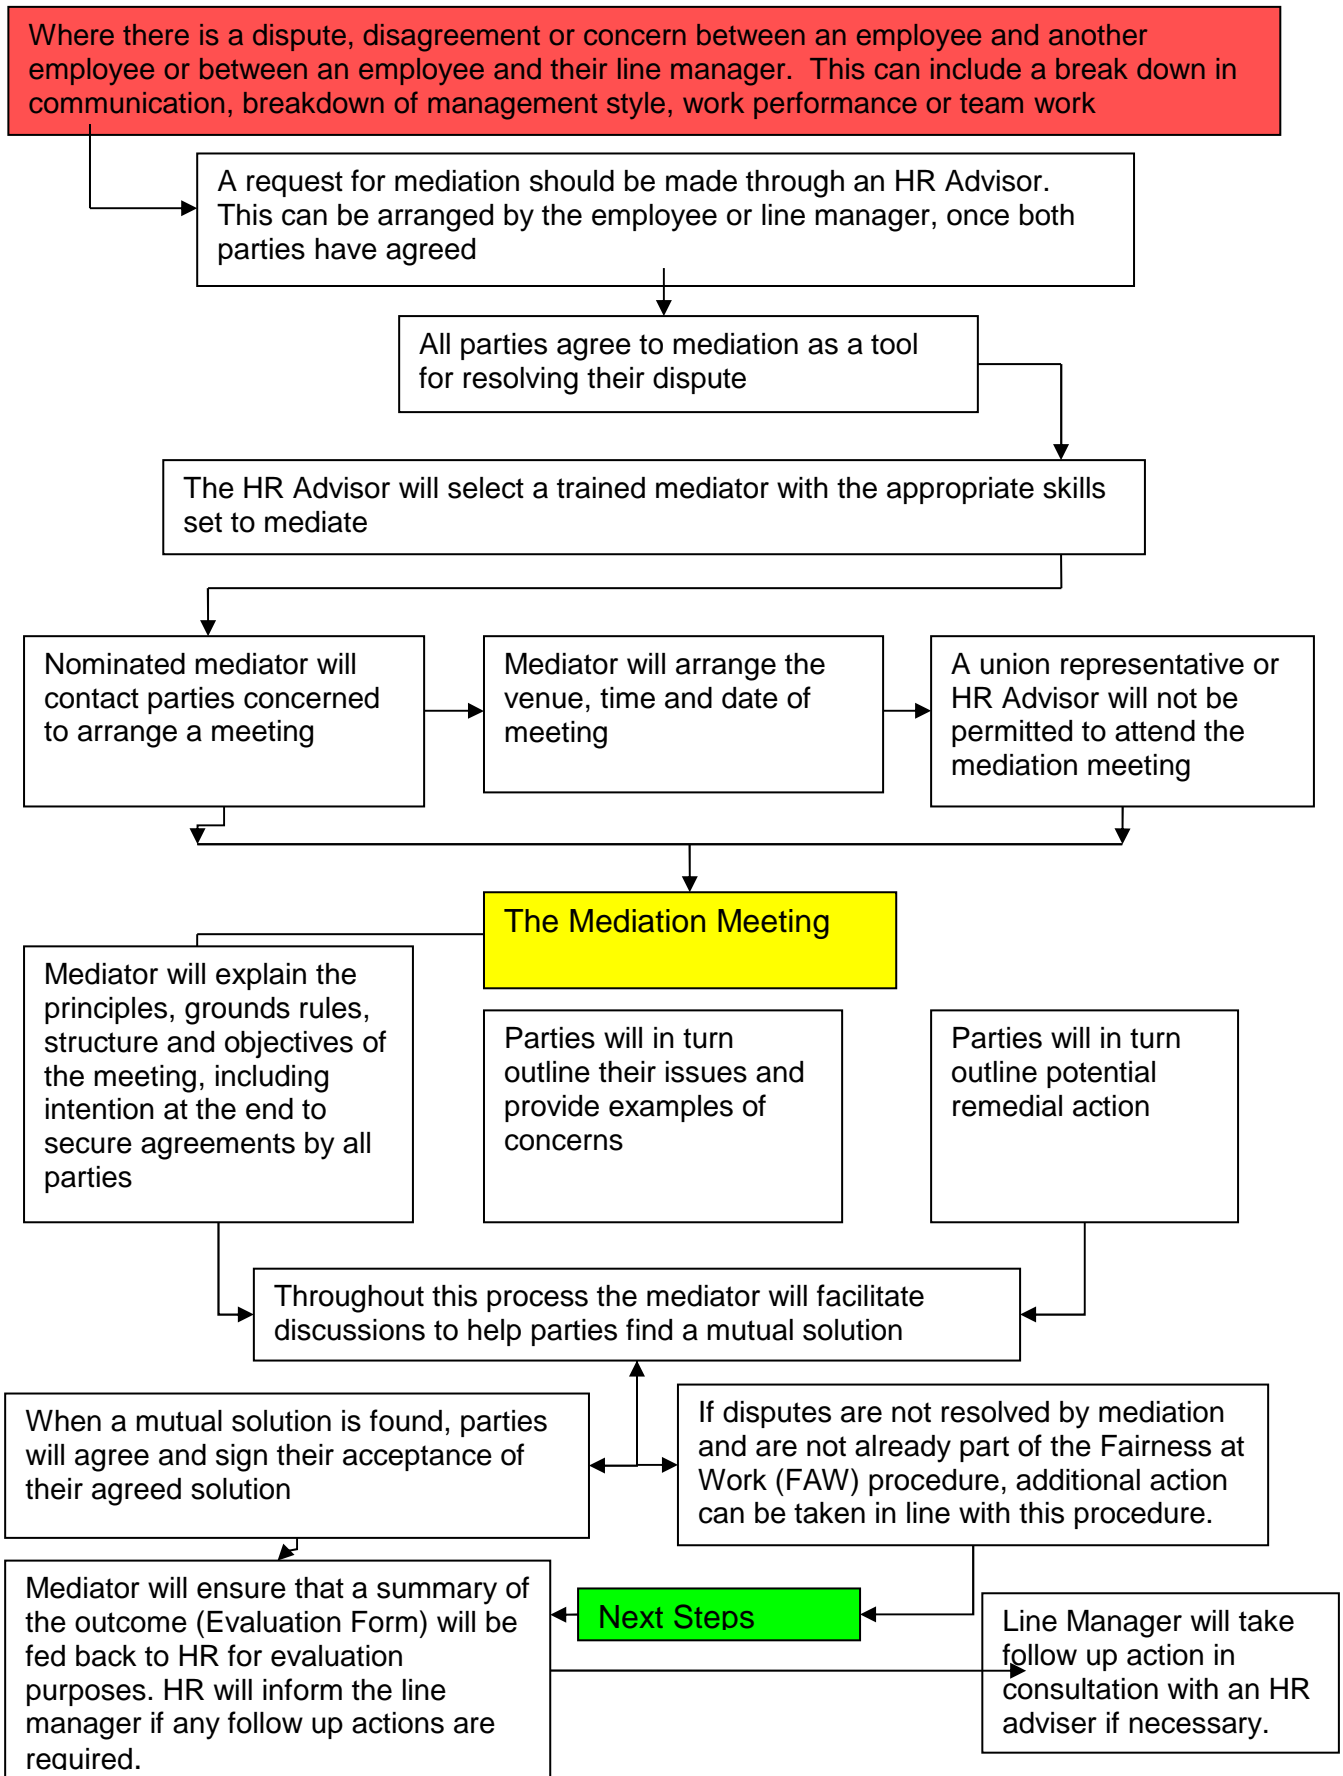 Where there is a dispute, disagreement or concern between an employee and another
employee or between an employee and their line manager.  This can include a break down in
communication, breakdown of management style, work performance or team work
A request for mediation should be made through an HR Advisor.
This can be arranged by the employee or line manager, once both
parties have agreed
All parties agree to mediation as a tool
for resolving their dispute
The HR Advisor will select a trained mediator with the appropriate skills
set to mediate
Nominated mediator will
contact parties concerned
to arrange a meeting
Mediator will arrange the
venue, time and date of
meeting
A union representative or
HR Advisor will not be
permitted to attend the
mediation meeting
The Mediation Meeting
Mediator will explain the
principles, grounds rules,
structure and objectives of
the meeting, including
intention at the end to
secure agreements by all
parties
Parties will in turn
outline their issues and
provide examples of
concerns
Parties will in turn
outline potential
remedial action
Throughout this process the mediator will facilitate
discussions to help parties find a mutual solution
When a mutual solution is found, parties
will agree and sign their acceptance of
their agreed solution
If disputes are not resolved by mediation
and are not already part of the Fairness at
Work (FAW) procedure, additional action
can be taken in line with this procedure.
Mediator will ensure that a summary of
the outcome (Evaluation Form) will be
fed back to HR for evaluation
purposes. HR will inform the line
manager if any follow up actions are
required.
Next Steps
Line Manager will take
follow up action in
consultation with an HR
adviser if necessary.